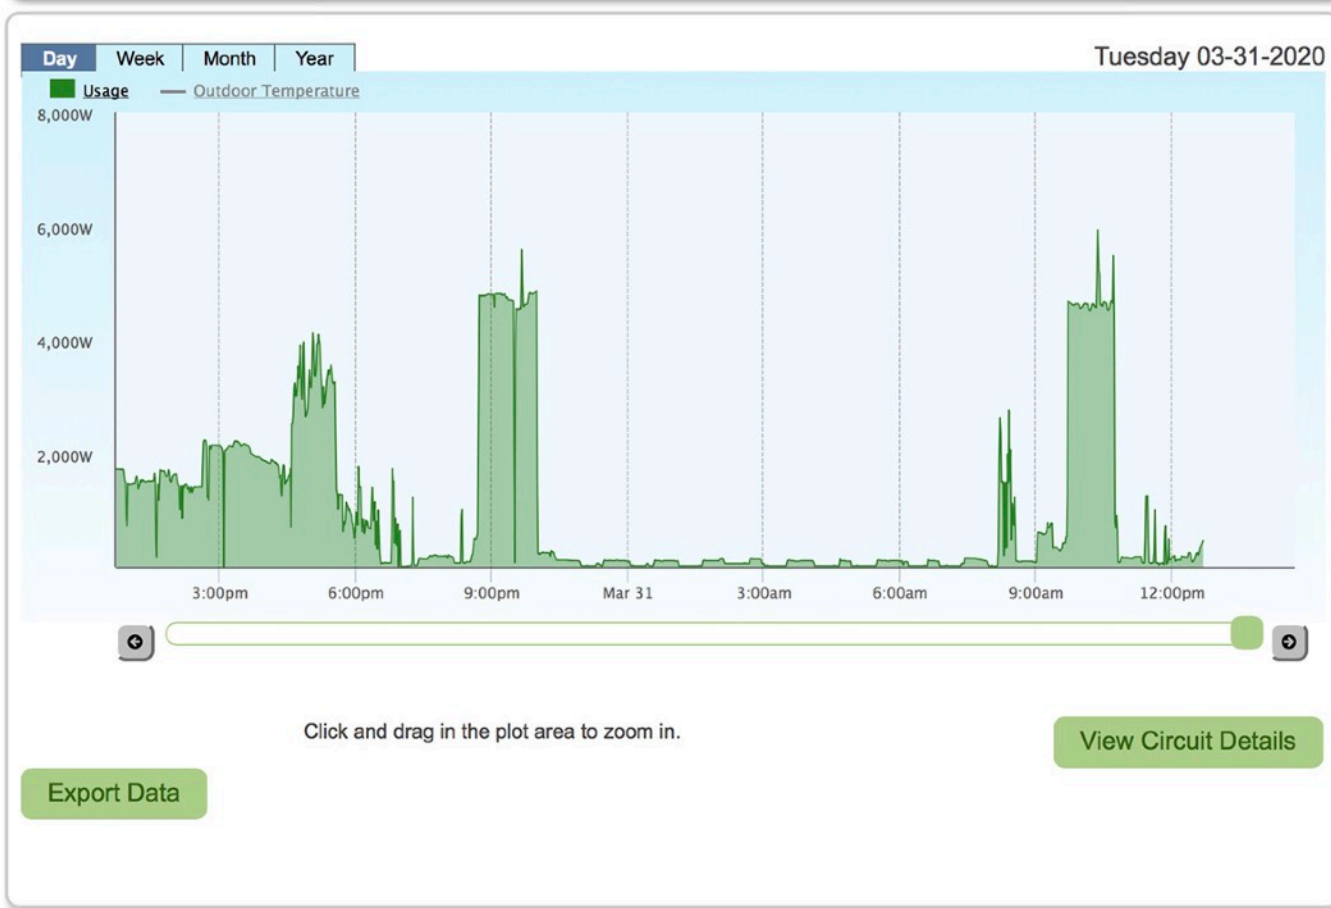 Day Week Month Year Tuesday 03-31-2020
Usage Outdoor Temperature
8,000W
6,000W
4,000W
2,000W
3:00pm 6:00pm 9:00pm Mar 31 3:00am 6:00am 9:00am 12:00pm
Click and drag in the plot area to zoom in.
View Circuit Details
Export Data